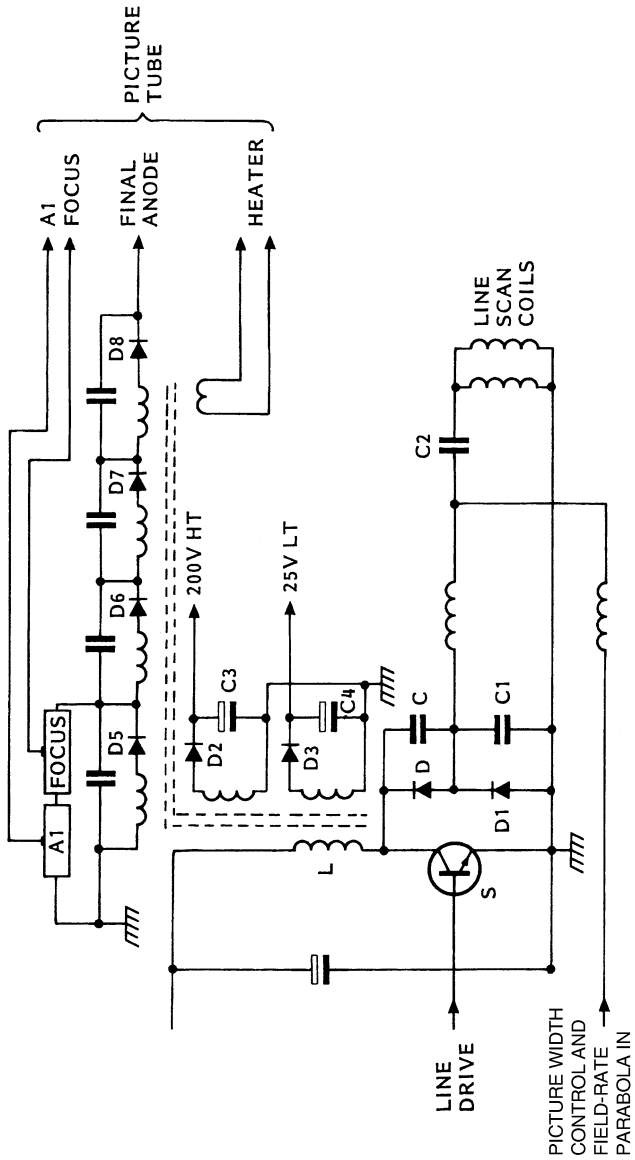 A1
FOCUS
PICTURE
TUBE
FINAL
ANODE
HEATER
A1
FOCUS
D5
D6
D7
D8
200V HT
D2
C3
25V LT
D3
C4
L
S
D
C
D1
C1
C2
LINE
SCAN
COILS
LINE
DRIVE
PICTURE WIDTH
CONTROL AND
FIELD-RATE
PARABOLA IN